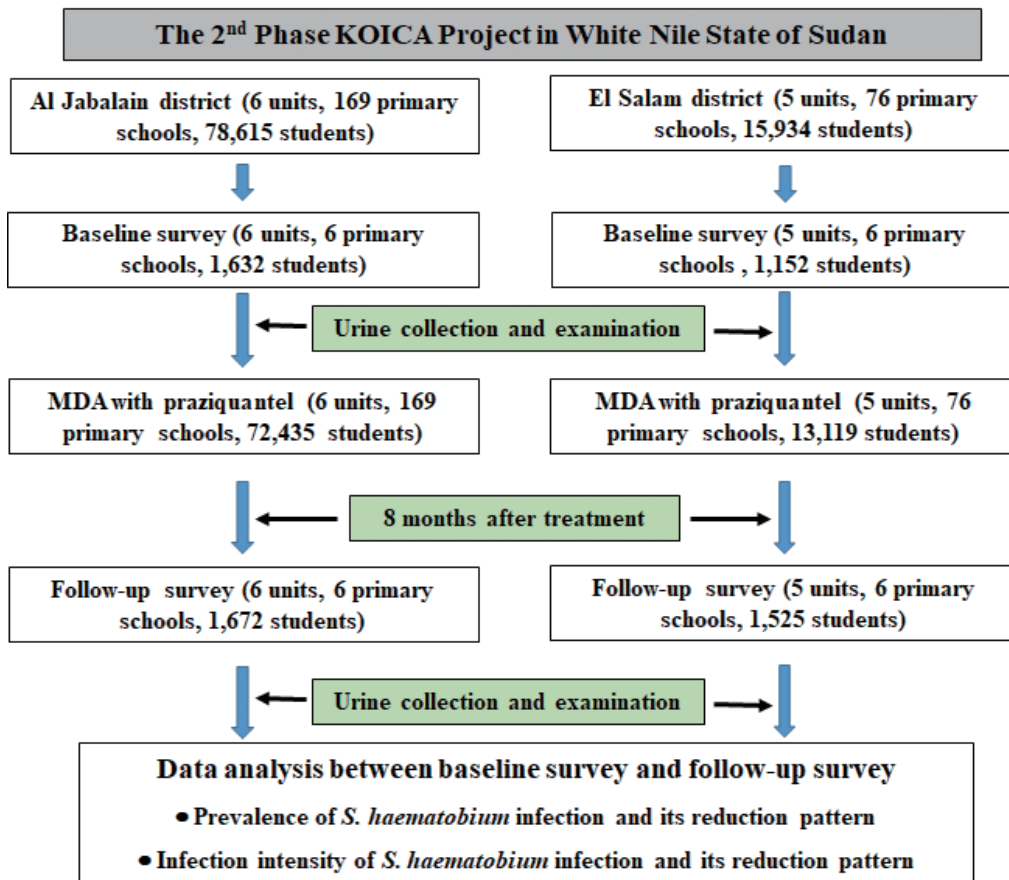 The 2nd Phase KOICA Project in White Nile State of Sudan
Al Jabalain district (6 units, 169 primary
schools, 78,615 students)
El Salam district (5 units, 76 primary
schools, 15,934 students)
Baseline survey (6 units, 6 primary
schools, 1,632 students)
Baseline survey (5 units, 6 primary
schools , 1,152 students)
Urine collection and examination
MDA with praziquantel (6 units, 169
primary schools, 72,435 students)
MDA with praziquantel (5 units, 76
primary schools, 13,119 students)
8 months after treatment
Follow-up survey (6 units, 6 primary
schools, 1,672 students)
Follow-up survey (5 units, 6 primary
schools, 1,525 students)
Urine collection and examination
Data analysis between baseline survey and follow-up survey
● Prevalence of S. haematobium infection and its reduction pattern
● Infection intensity of S. haematobium infection and its reduction pattern